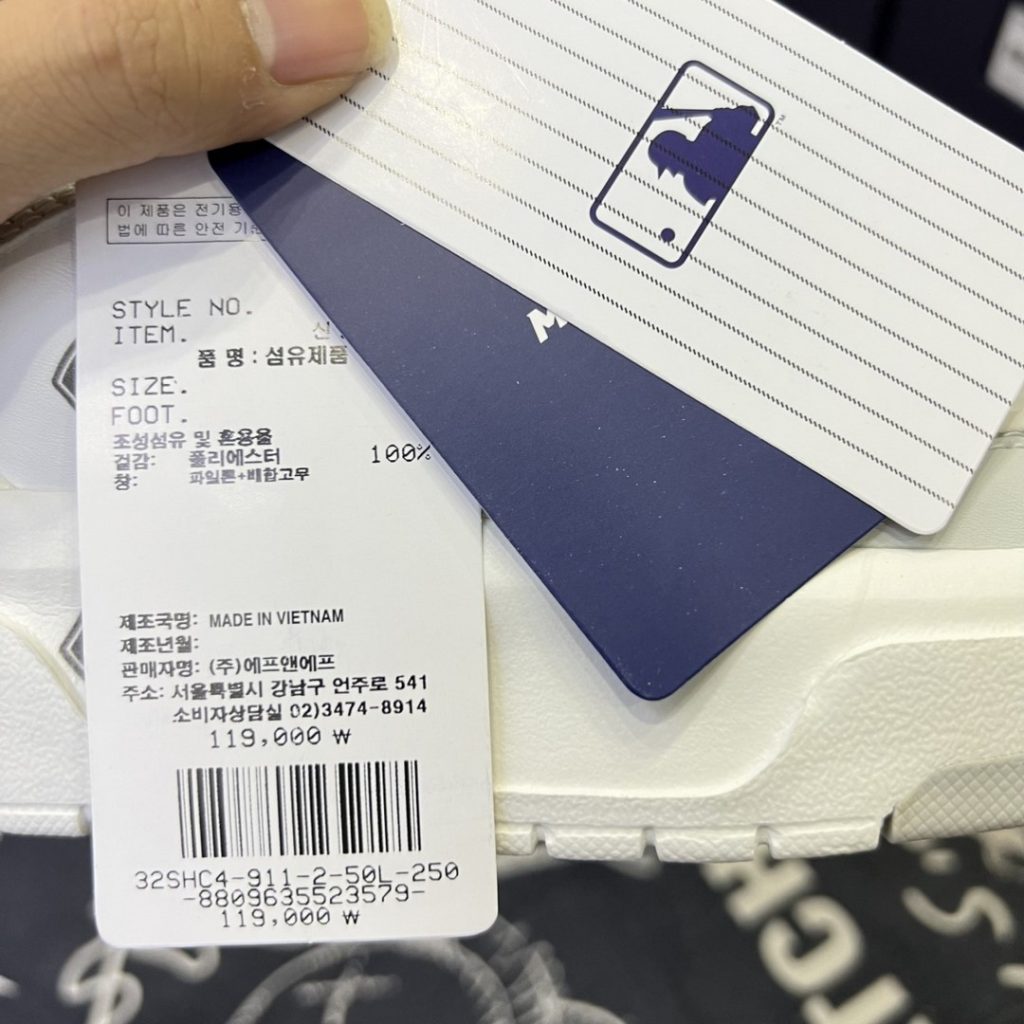 이 제품은 전기용
법에 따른 안전 기준
STYLE NO.
ITEM.
품 명 : 섬유제품
SIZE.
FOOT.
조성섬유 및 혼용율
겉감: 폴리에스터 100%
창: 파일론+배합고무
제조국명: MADE IN VIETNAM
제조년월:
판매자명: (주)에프앤에프
주소: 서울특별시 강남구 언주로 541
소비자상담실 02)3474-8914
119,000 ₩
32SHC4-911-2-50L-250
-8809635523579-
119,000 ₩
TM